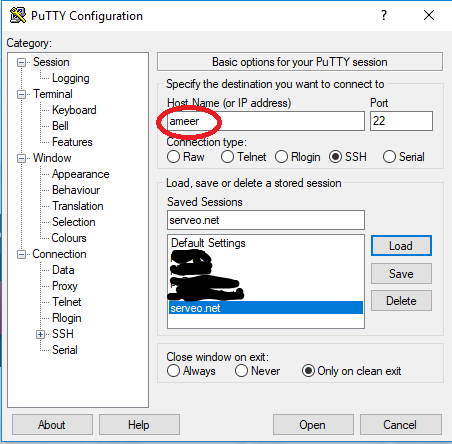 PuTTY Configuration
?
Category:
Session
Logging
Terminal
Keyboard
Bell
Features
Window
Appearance
Behaviour
Translation
Selection
Colours
Connection
Data
Proxy
Telnet
Rlogin
SSH
Serial
Basic options for your PuTTY session
Specify the destination you want to connect to
Host Name (or IP address) Port
ameer 22
Connection type:
Raw Telnet Rlogin SSH Serial
Load, save or delete a stored session
Saved Sessions
serveo.net
Default Settings
serveo.net
Load
Save
Delete
Close window on exit:
Always Never Only on clean exit
About Help Open Cancel